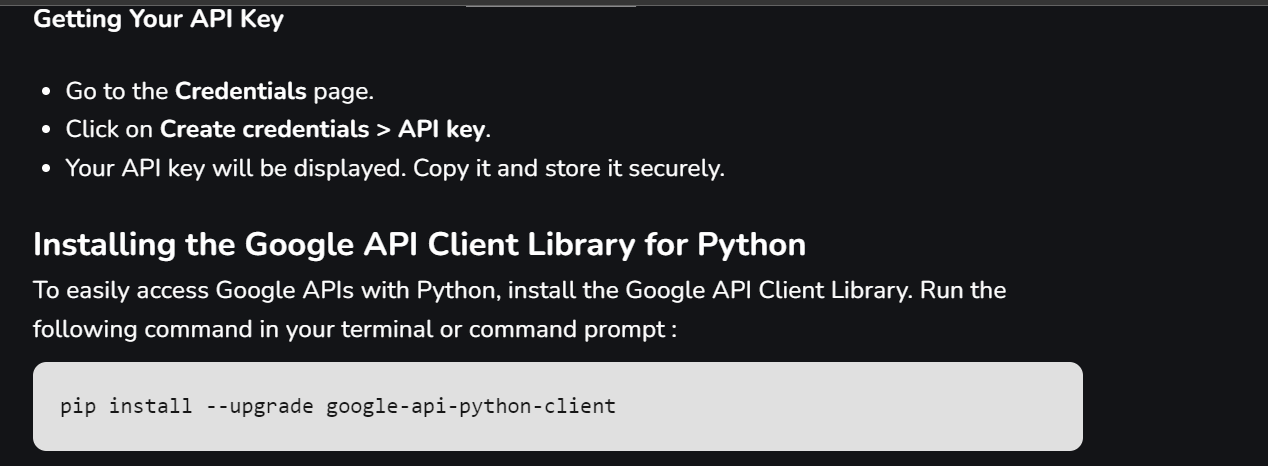 Getting Your API Key
• Go to the Credentials page.
• Click on Create credentials > API key.
• Your API key will be displayed. Copy it and store it securely.
Installing the Google API Client Library for Python
To easily access Google APIs with Python, install the Google API Client Library. Run the
following command in your terminal or command prompt :
pip install --upgrade google-api-python-client